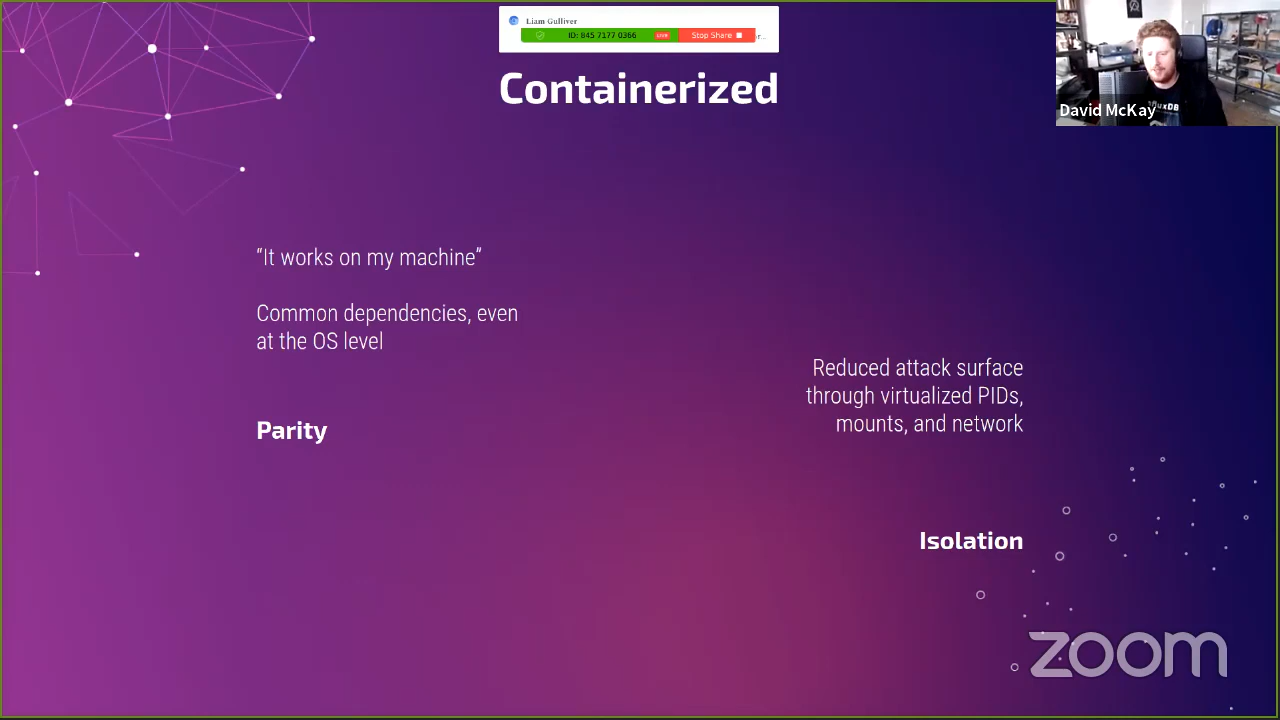 Liam Gulliver
ID: 845 7177 0366
LIVE
Stop Share
r...
Containerized
David McKay
"It works on my machine"
Common dependencies, even
at the OS level
Parity
Reduced attack surface
through virtualized PIDs,
mounts, and network
Isolation
zoom